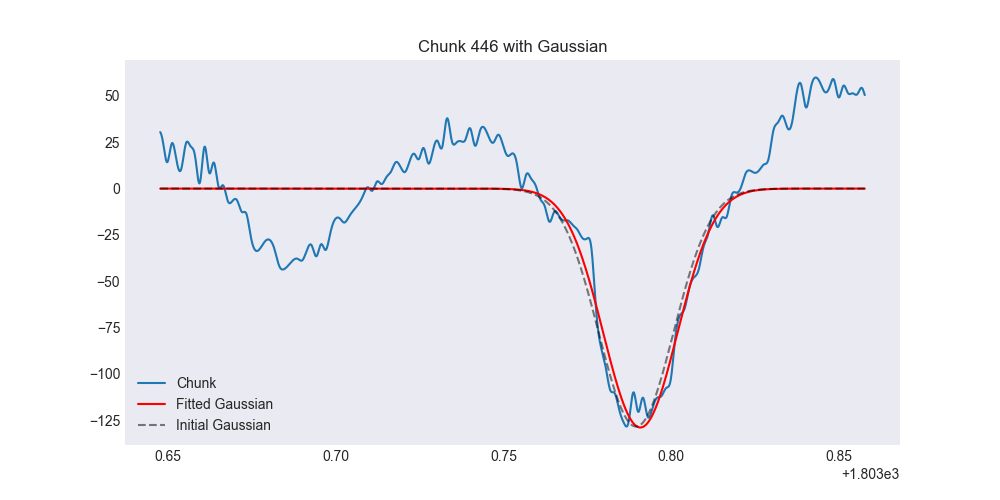 Chunk 446 with Gaussian
50
25
0
−25
−50
−75
−100
−125
Chunk
Fitted Gaussian
Initial Gaussian
0.65 0.70 0.75 0.80 0.85
+1.803e3